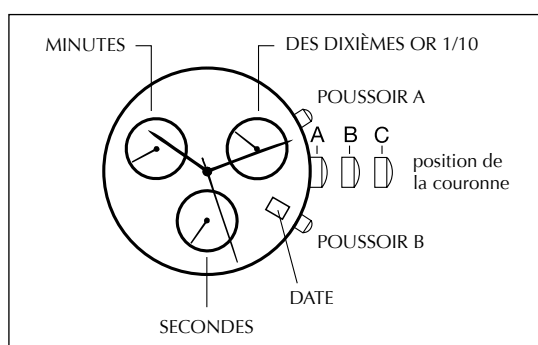 MINUTES
DES DIXIÈMES OR 1/10
POUSSOIR A
A B C
position de
la couronne
POUSSOIR B
DATE
SECONDES